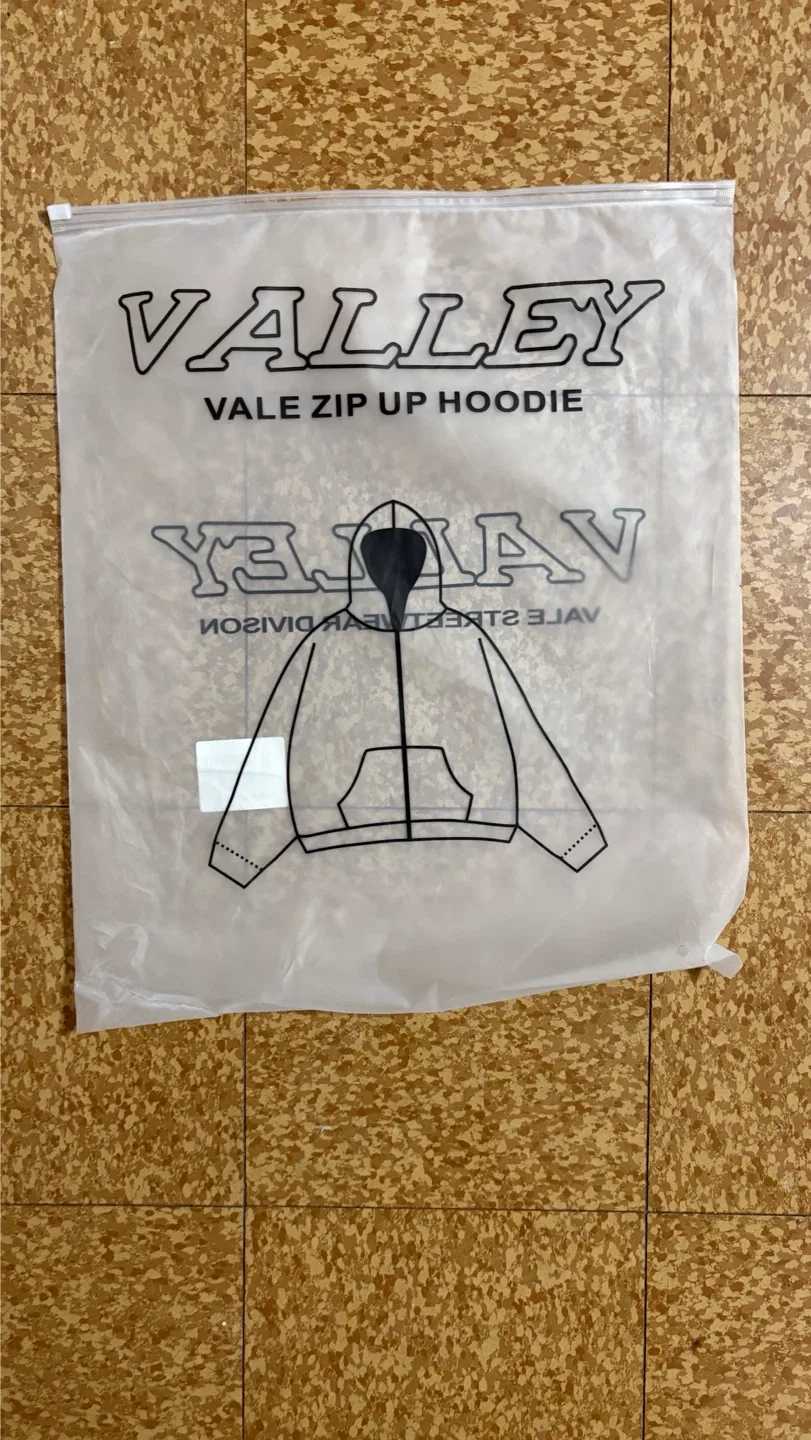 VALLEY
VALE ZIP UP HOODIE
VALLEY
VALE STREETWEAR DIVISON